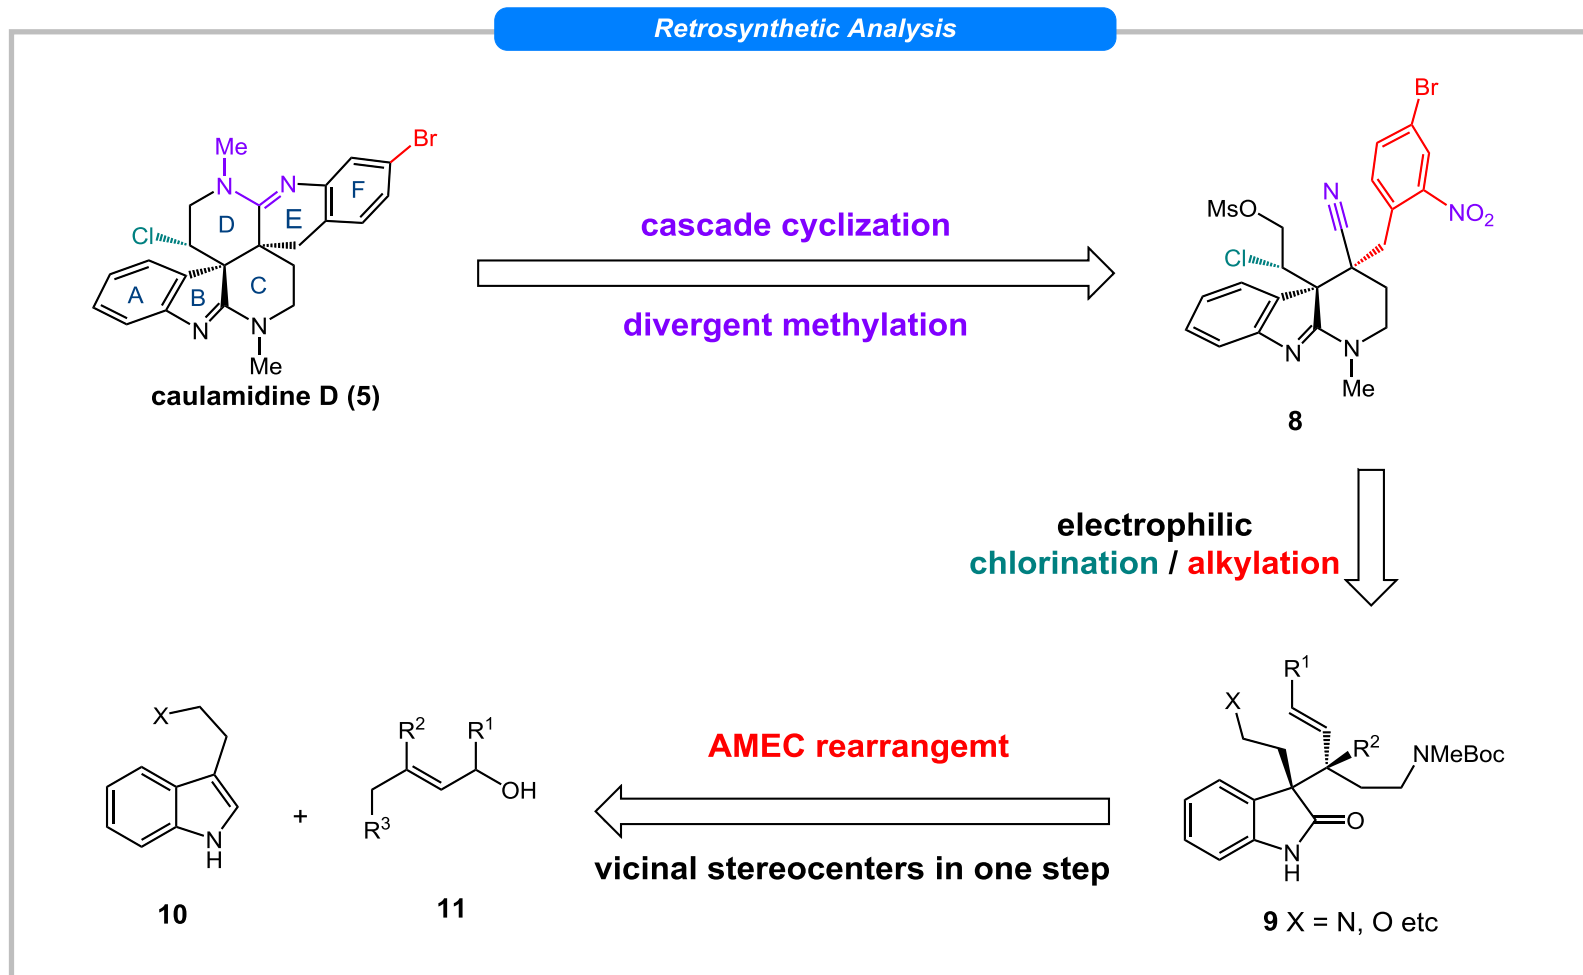 Retrosynthetic Analysis
Me
N
N
Br
D
E
F
Cl
A
B
C
N
N
Me
caulamidine D (5)
cascade cyclization
divergent methylation
Br
N
MsO
NO2
Cl
N
N
Me
8
electrophilic
chlorination / alkylation
R1
X
R2
NMeBoc
O
N
H
9 X = N, O etc
AMEC rearrangemt
vicinal stereocenters in one step
X
N
H
10
+
R2
R1
OH
R3
11